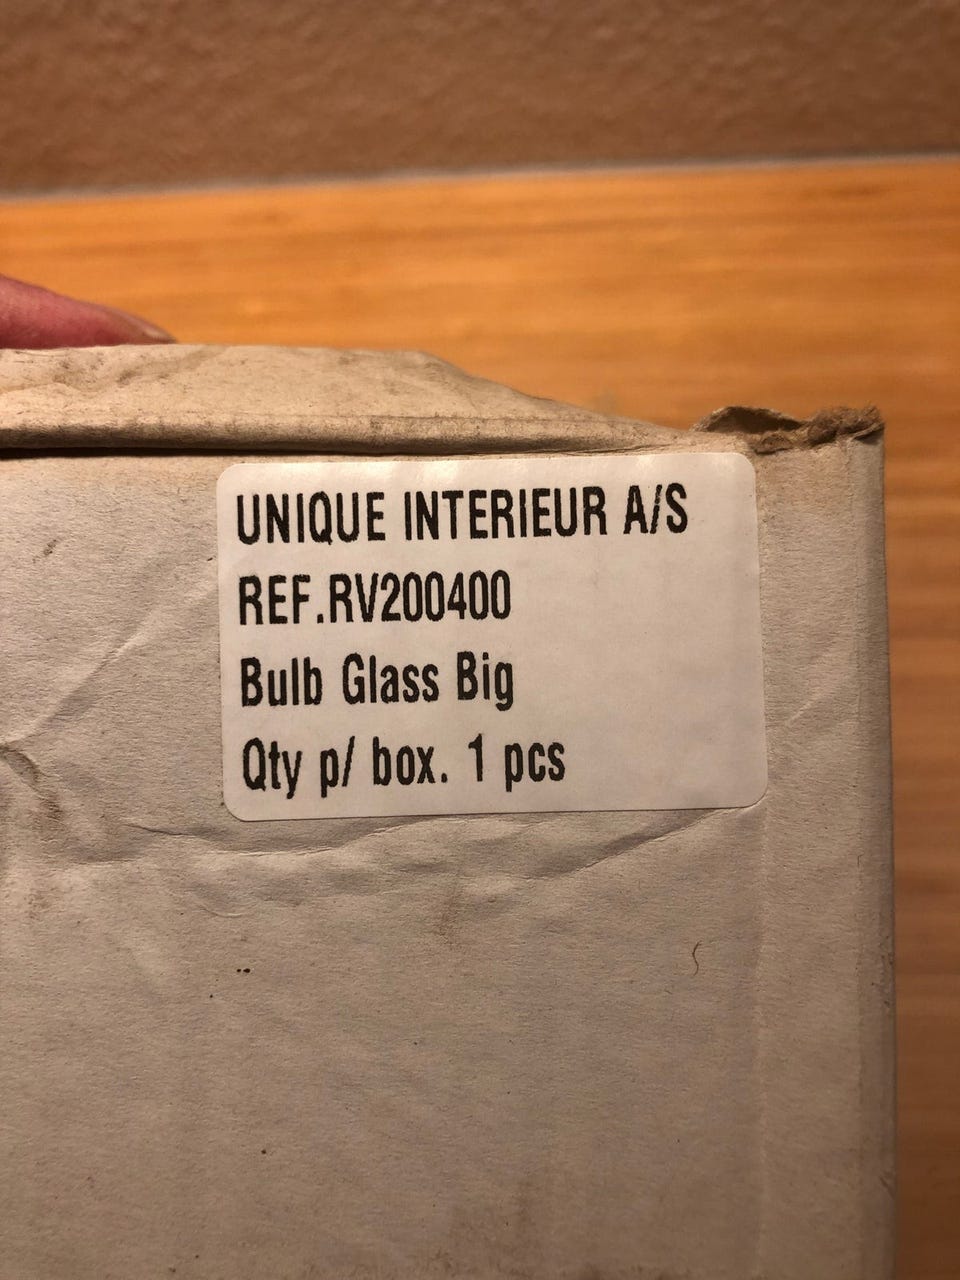 UNIQUE INTERIEUR A/S
REF.RV200400
Bulb Glass Big
Qty p/ box. 1 pcs